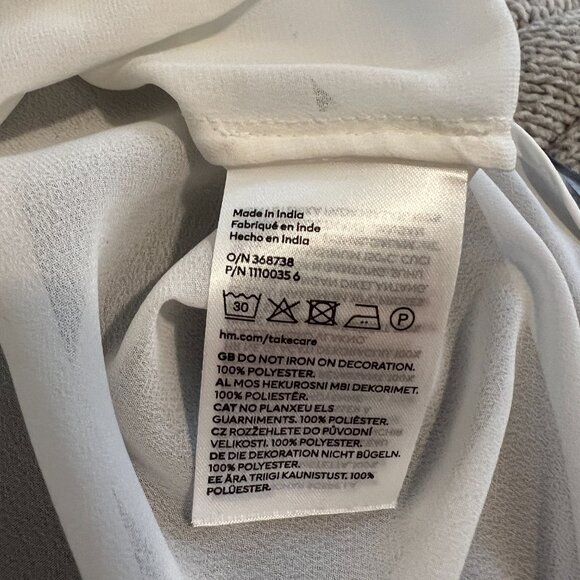 Made in India
Fabriqué en Inde
Hecho en India
O/N 368738
P/N 1110035 6
30
P
hm.com/takecare
GB DO NOT IRON ON DECORATION.
100% POLYESTER.
AL MOS HEKUROSNI MBI DEKORIMET.
100% POLIESTËR.
CAT NO PLANXEU ELS
GUARNIMENTS. 100% POLIÈSTER.
CZ ROZŽEHLETE DO PŮVODNÍ
VELIKOSTI. 100% POLYESTER.
DE DIE DEKORATION NICHT BÜGELN.
100% POLYESTER.
EE ÄRA TRIIGI KAUNISTUST. 100%
POLÜESTER.